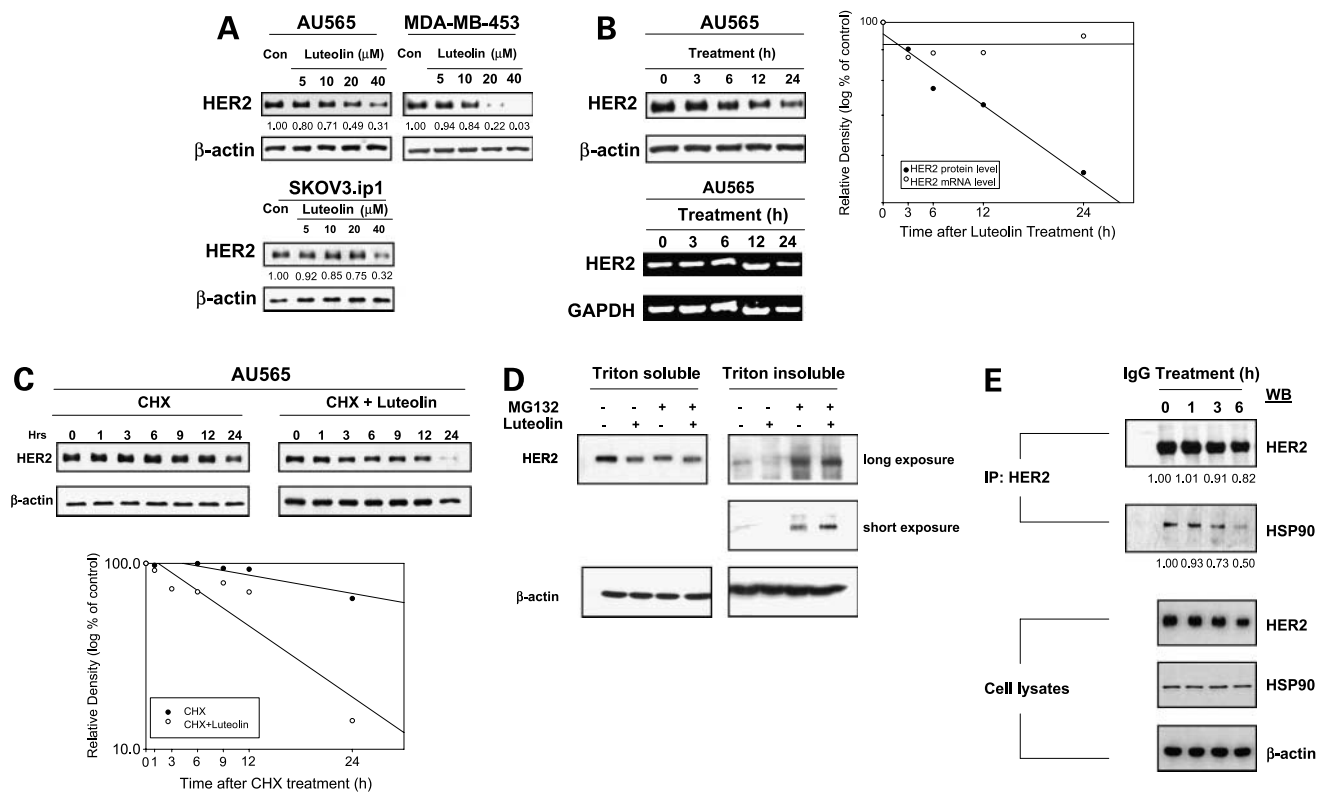 A
AU565
MDA-MB-453
Con Luteolin (μM)
5 10 20 40
Con Luteolin (μM)
5 10 20 40
HER2
1.00 0.80 0.71 0.49 0.31
1.00 0.94 0.84 0.22 0.03
β-actin
SKOV3.ip1
Con Luteolin (μM)
5 10 20 40
HER2
1.00 0.92 0.85 0.75 0.32
β-actin
B
AU565
Treatment (h)
0 3 6 12 24
HER2
β-actin
AU565
Treatment (h)
0 3 6 12 24
HER2
GAPDH
Relative Density (log % of control)
100
HER2 protein level
HER2 mRNA level
0 3 6 12 24
Time after Luteolin Treatment (h)
C
AU565
CHX
CHX + Luteolin
Hrs 0 1 3 6 9 12 24
0 1 3 6 9 12 24
HER2
β-actin
Relative Density (log % of control)
100.0
10.0
CHX
CHX+Luteolin
0 1 3 6 9 12 24
Time after CHX treatment (h)
D
Triton soluble
Triton insoluble
MG132 - - + +
- - + +
Luteolin - + - +
- + - +
HER2
long exposure
short exposure
β-actin
E
IgG Treatment (h)
0 1 3 6
WB
IP: HER2
HER2
1.00 1.01 0.91 0.82
HSP90
1.00 0.93 0.73 0.50
Cell lysates
HER2
HSP90
β-actin